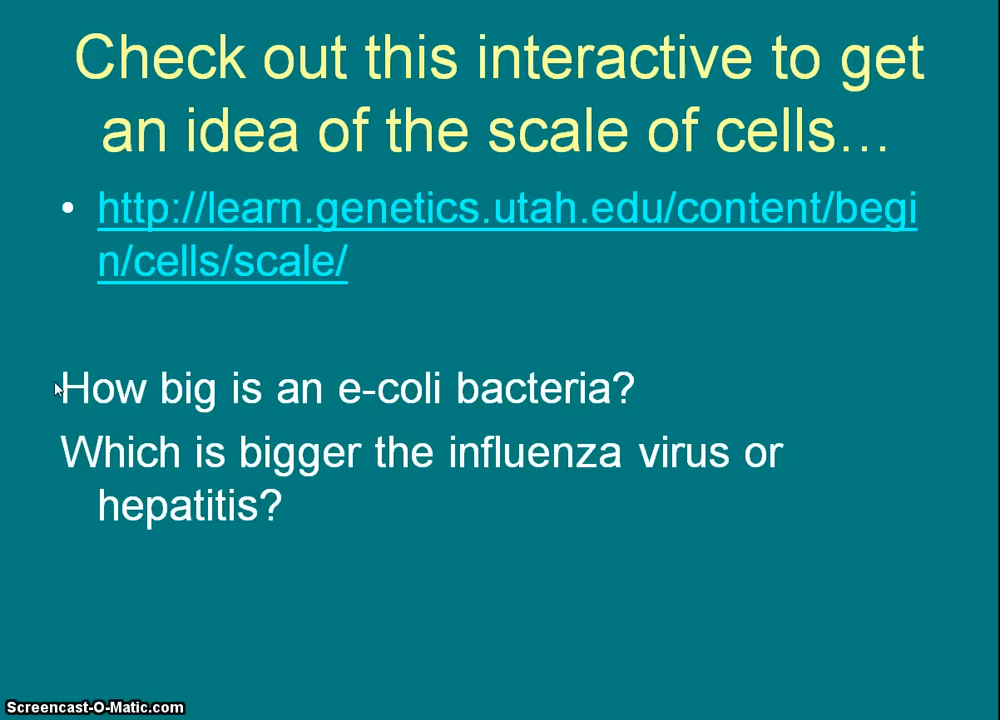 Check out this interactive to get
an idea of the scale of cells…
• http://learn.genetics.utah.edu/content/begi
n/cells/scale/
How big is an e-coli bacteria?
Which is bigger the influenza virus or
hepatitis?
Screencast-O-Matic.com